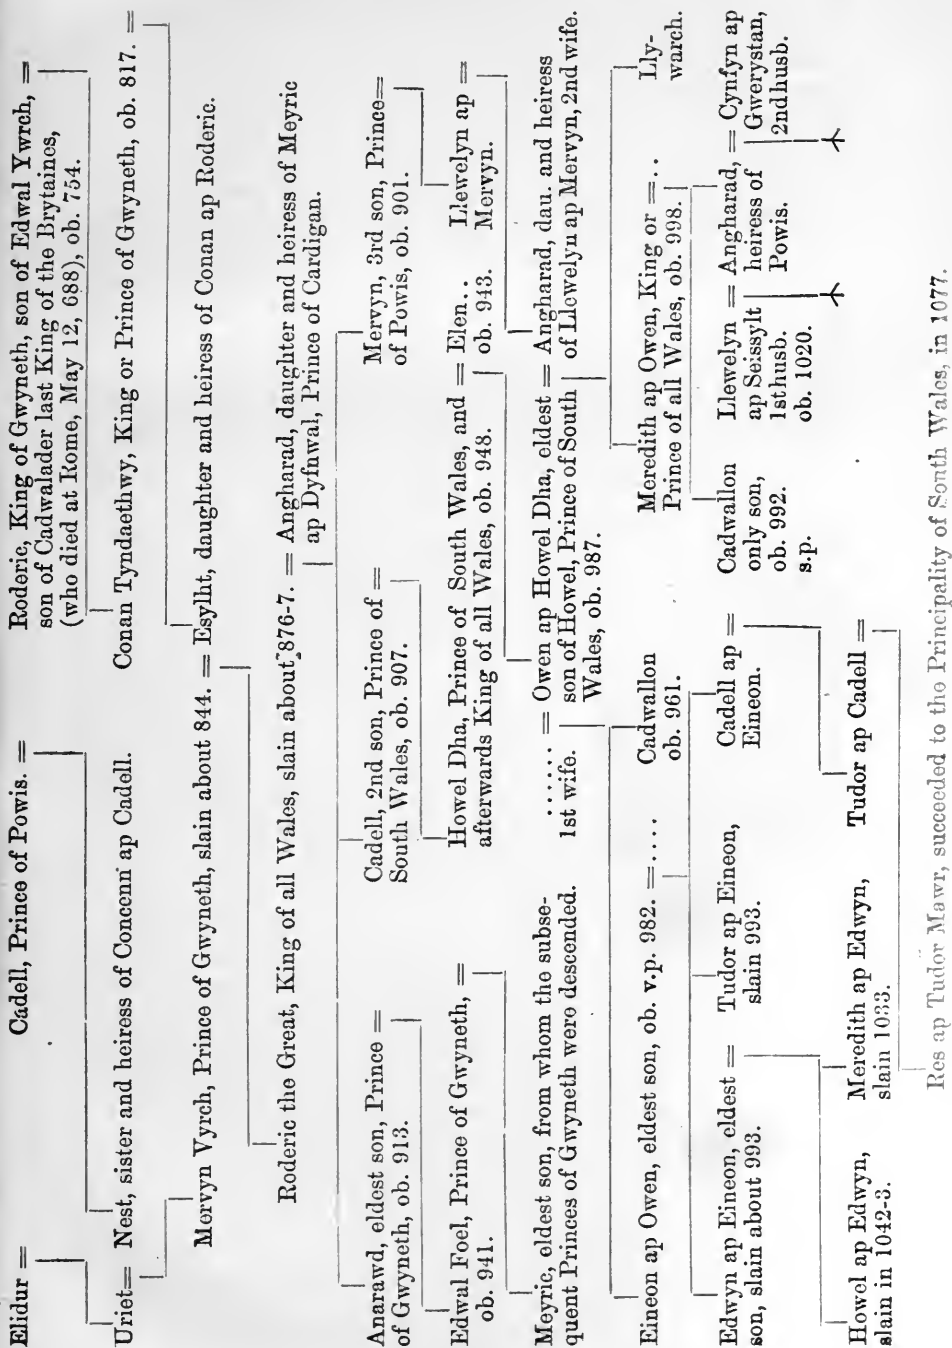 Elidur =
Cadell, Prince of Powis. =
Roderic, King of Gwyneth, son of Edwal Ywrch, =
son of Cadwalader last King of the Brytaines,
(who died at Rome, May 12, 688), ob. 754.
Uriet = Nest, sister and heiress of Concenn ap Cadell.
Conan Tyndaethwy, King or Prince of Gwyneth, ob. 817. =
Mervyn Vyrch, Prince of Gwyneth, slain about 844. = Esylht, daughter and heiress of Conan ap Roderic.
Roderic the Great, King of all Wales, slain about 876-7. = Angharad, daughter and heiress of Meyric
ap Dyfnwal, Prince of Cardigan.
Anarawd, eldest son, Prince =
of Gwyneth, ob. 913.
Cadell, 2nd son, Prince of =
South Wales, ob. 907.
Mervyn, 3rd son, Prince =
of Powis, ob. 901.
Edwal Foel, Prince of Gwyneth, =
ob. 941.
Howel Dha, Prince of South Wales, and = Elen..
afterwards King of all Wales, ob. 948. ob. 943.
Llewelyn ap =
Mervyn.
Meyric, eldest son, from whom the subse-
quent Princes of Gwyneth were descended.
...... = Owen ap Howel Dha, eldest = Angharad, dau. and heiress
1st wife. son of Howel, Prince of South of Llewelyn ap Mervyn, 2nd wife.
Wales, ob. 987.
Eineon ap Owen, eldest son, ob. v.p. 982. =.....
Cadwallon
ob. 961.
Meredith ap Owen, King or =..
Prince of all Wales, ob. 998.
Lly-
warch.
Edwyn ap Eineon, eldest =
son, slain about 993.
Tudor ap Eineon,
slain 993.
Cadell ap =
Eineon.
Cadwallon
only son,
ob. 992.
s.p.
Llewelyn = Angharad, = Cynfyn ap
ap Seissylt heiress of Gwerystan,
1st husb. Powis. 2nd husb.
ob. 1020.
Howel ap Edwyn,
slain in 1042-3.
Meredith ap Edwyn,
slain 1033.
Tudor ap Cadell =
Res ap Tudor Mawr, succeeded to the Principality of South Wales, in 1077.